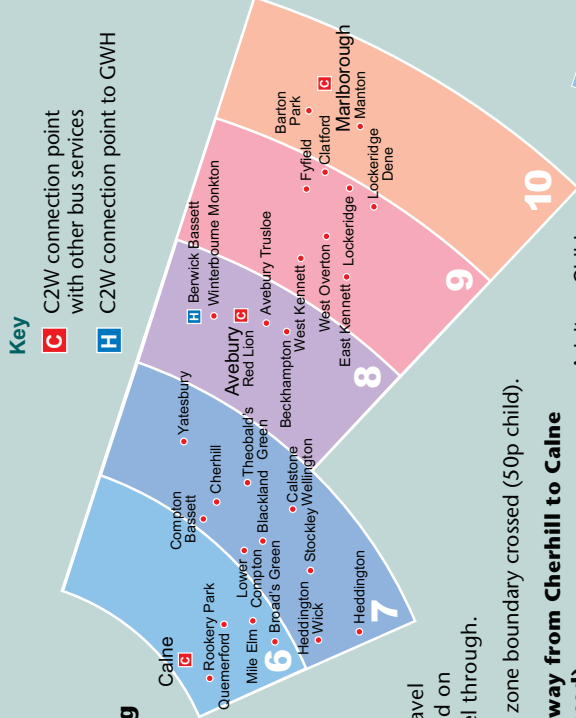 g
Key
C C2W connection point
with other bus services
H C2W connection point to GWH
Calne
C
Rookery Park
Quemerford
Mile Elm
Broad's Green
6
Compton
Bassett
Cherhill
Yatesbury
Lower
Compton
Blackland
Theobald's
Green
Calstone
Wellington
Stockley
Heddington
Wick
Heddington
7
H Berwick Bassett
Winterbourne Monkton
Avebury
Red Lion
C
Avebury Trusloe
Beckhampton
8
West Kennett
West Overton
East Kennett
Lockeridge
Fyfield
Clatford
Lockeridge
Dene
9
Barton
Park
C
Marlborough
Manton
10
avel
d on
el through.
zone boundary crossed (50p child).
way from Cherhill to Calne